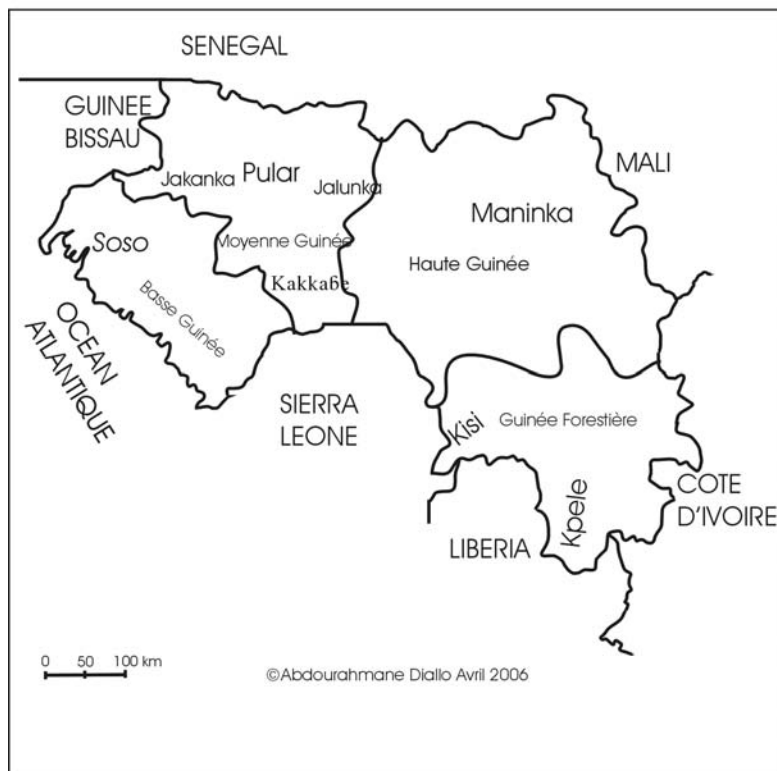 SENEGAL
GUINEE
BISSAU
MALI
Jakanka
Pular
Jalunka
Maninka
Soso
Moyenne Guinée
Haute Guinée
Kakkaɓe
Basse Guinée
OCEAN
ATLANTIQUE
SIERRA
LEONE
Kisi
Guinée Forestière
Kpele
COTE
D'IVOIRE
LIBERIA
0 50 100 km
©Abdourahmane Diallo Avril 2006